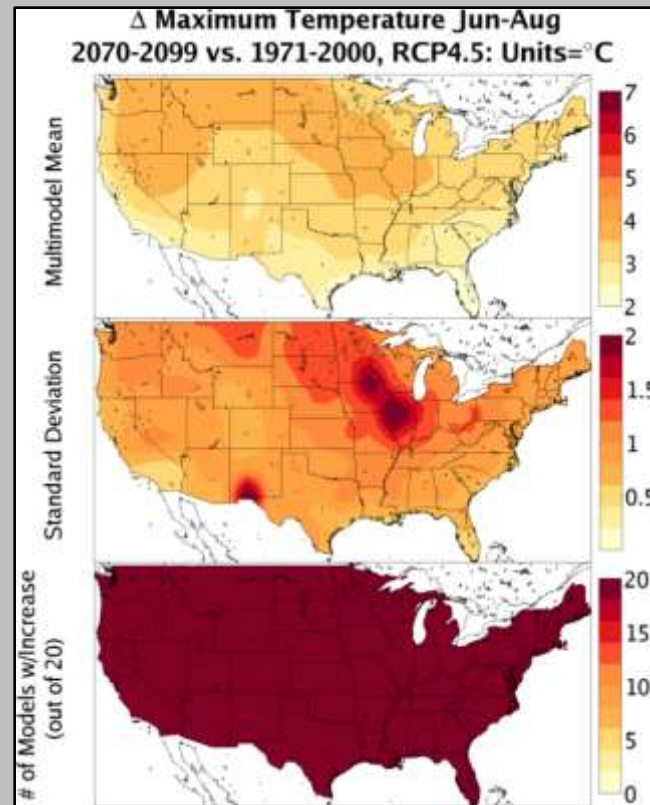 Δ Maximum Temperature Jun-Aug
2070-2099 vs. 1971-2000, RCP4.5: Units=°C
Multimodel Mean
7
6
5
4
3
2
Standard Deviation
2
1.5
1
0.5
# of Models w/Increase
(out of 20)
20
15
10
5
0